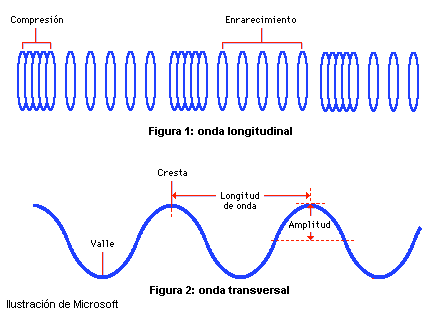 Compresión
Enrarecimiento
Figura 1: onda longitudinal
Cresta
Longitud
de onda
Amplitud
Valle
Figura 2: onda transversal
Ilustración de Microsoft